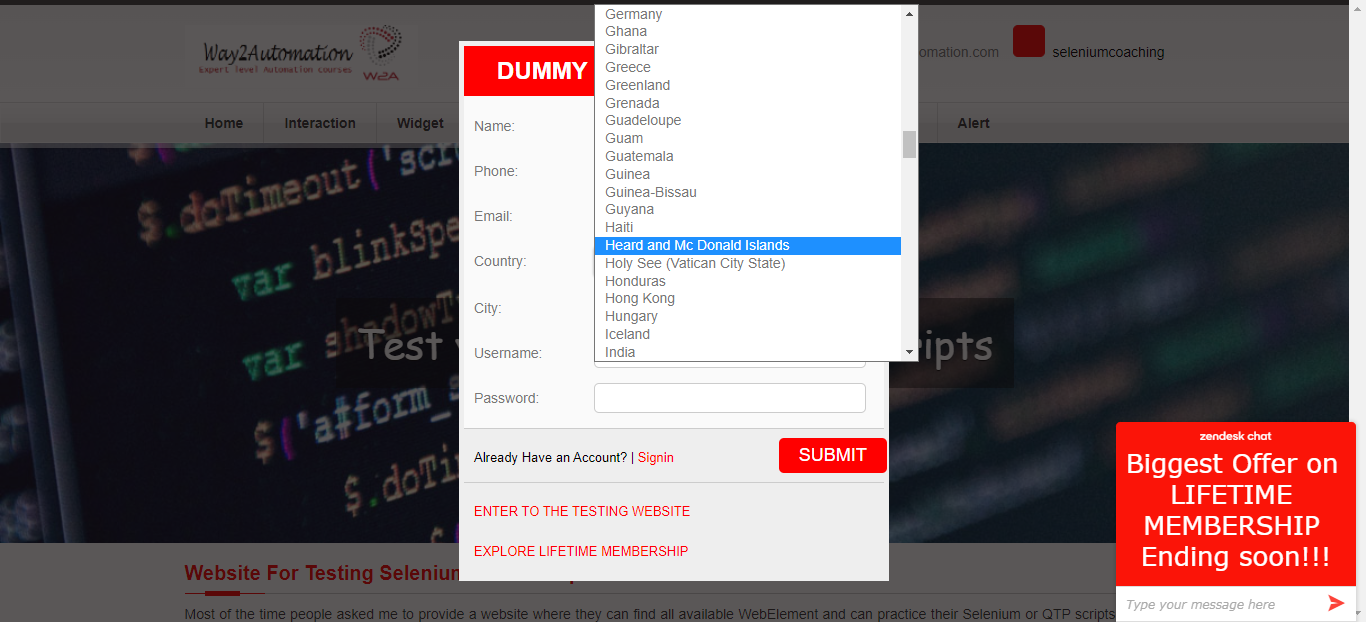 Way2Automation
Expert level Automation courses
W2A
omation.com
seleniumcoaching
Home
Interaction
Widget
Alert
DUMMY
Name:
Phone:
Email:
Country:
City:
Username:
Password:
Germany
Ghana
Gibraltar
Greece
Greenland
Grenada
Guadeloupe
Guam
Guatemala
Guinea
Guinea-Bissau
Guyana
Haiti
Heard and Mc Donald Islands
Holy See (Vatican City State)
Honduras
Hong Kong
Hungary
Iceland
India
Already Have an Account? | Signin
SUBMIT
ENTER TO THE TESTING WEBSITE
EXPLORE LIFETIME MEMBERSHIP
$.doTimeout('scr
var blinkSpe
var shadowT
var
$('a#form_s
$.doTi
Test
ripts
Website For Testing Selenium
Most of the time people asked me to provide a website where they can find all available WebElement and can practice their Selenium or QTP scripts
zendesk chat
Biggest Offer on
LIFETIME
MEMBERSHIP
Ending soon!!!
Type your message here